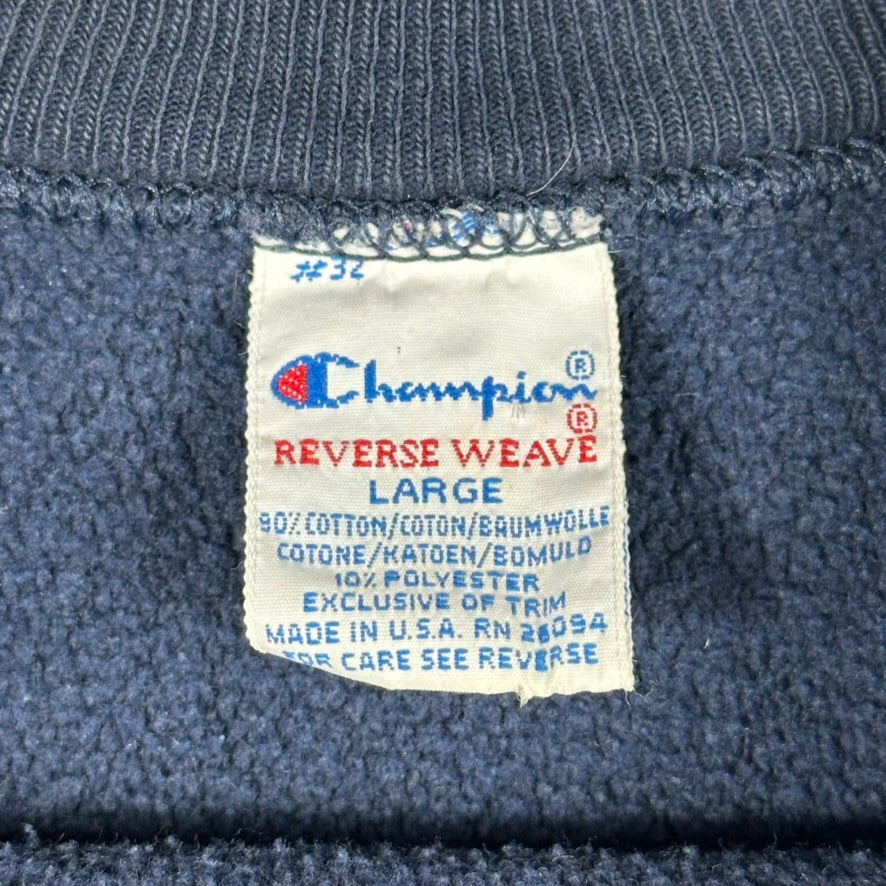 #32
Champion®
®
REVERSE WEAVE
LARGE
90% COTTON/COTON/BAUMWOLLE
COTONE/KATOEN/BOMULD
10% POLYESTER
EXCLUSIVE OF TRIM
MADE IN U.S.A. RN 26094
FOR CARE SEE REVERSE